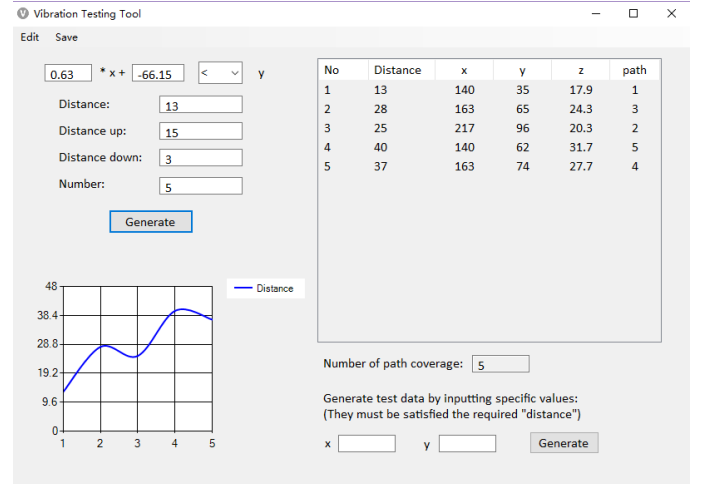 Vibration Testing Tool
Edit Save
0.63 * x + -66.15 < y
Distance: 13
Distance up: 15
Distance down: 3
Number: 5
Generate
No Distance x y z path
1 13 140 35 17.9 1
2 28 163 65 24.3 3
3 25 217 96 20.3 2
4 40 140 62 31.7 5
5 37 163 74 27.7 4
48
38.4
28.8
19.2
9.6
0
1 2 3 4 5
Distance
Number of path coverage: 5
Generate test data by inputting specific values:
(They must be satisfied the required "distance")
x y Generate